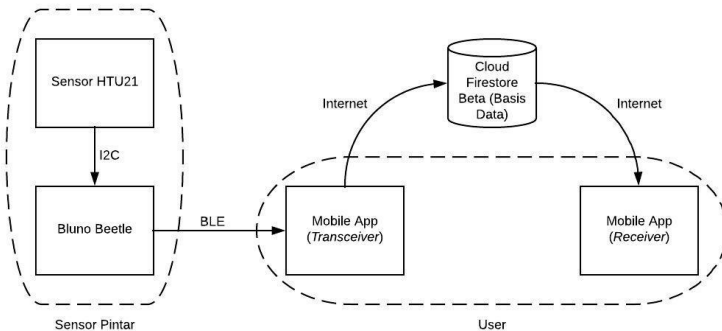 Sensor HTU21
I2C
Bluno Beetle
Sensor Pintar
BLE
Mobile App
(Transceiver)
Internet
Cloud
Firestore
Beta (Basis
Data)
Internet
Mobile App
(Receiver)
User